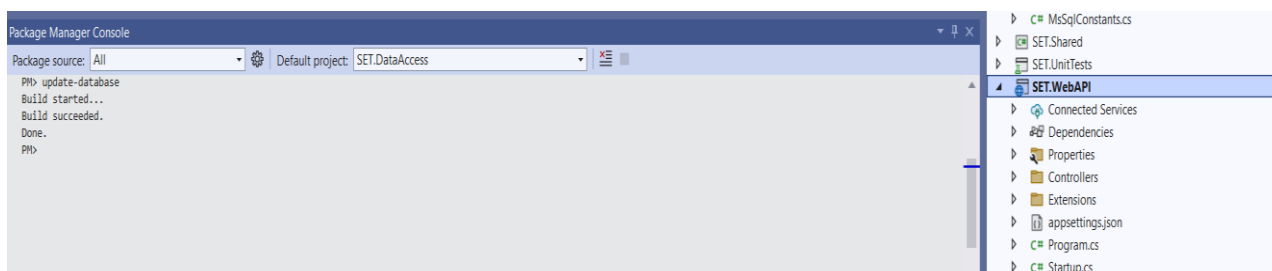 Package Manager Console
Package source: All Default project: SET.DataAccess
PM> update-database
Build started...
Build succeeded.
Done.
PM>
C# MsSqlConstants.cs
C# SET.Shared
SET.UnitTests
SET.WebAPI
Connected Services
Dependencies
Properties
Controllers
Extensions
appsettings.json
C# Program.cs
C# Startup.cs